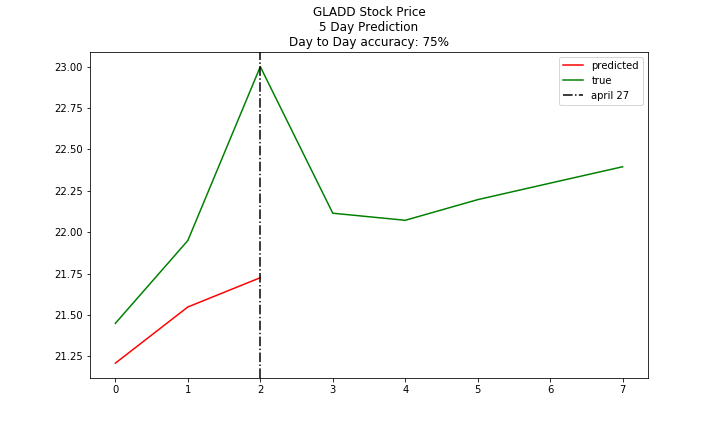 GLADD Stock Price
5 Day Prediction
Day to Day accuracy: 75%
predicted
true
april 27
23.00
22.75
22.50
22.25
22.00
21.75
21.50
21.25
0 1 2 3 4 5 6 7